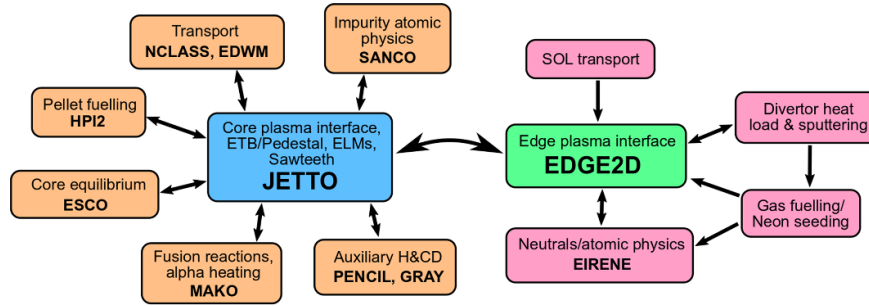 Transport
NCLASS, EDWM
Impurity atomic
physics
SANCO
SOL transport
Pellet fuelling
HPI2
Core plasma interface,
ETB/Pedestal, ELMs,
Sawteeth
JETTO
Edge plasma interface
EDGE2D
Divertor heat
load & sputtering
Core equilibrium
ESCO
Gas fuelling/
Neon seeding
Fusion reactions,
alpha heating
MAKO
Auxiliary H&CD
PENCIL, GRAY
Neutrals/atomic physics
EIRENE